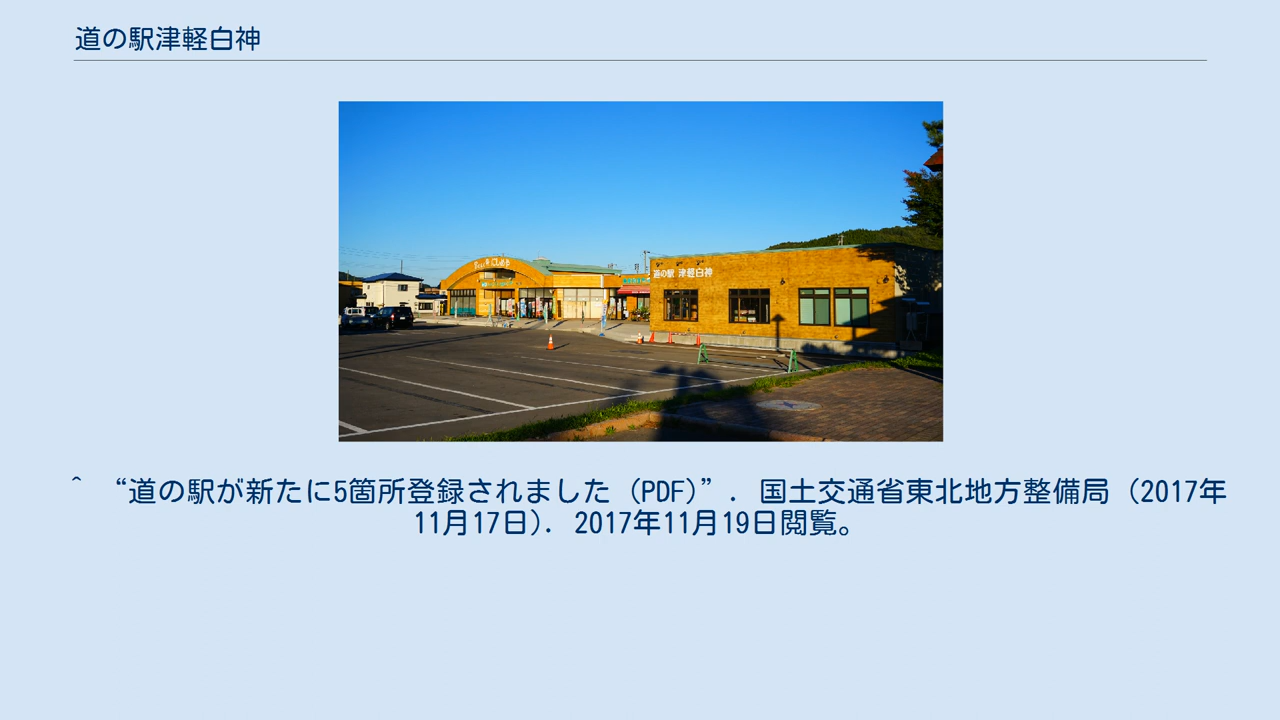 道の駅津軽白神
道の駅 津軽白神
^ “道の駅が新たに5箇所登録されました (PDF)”. 国土交通省東北地方整備局 (2017年
11月17日). 2017年11月19日閲覧。